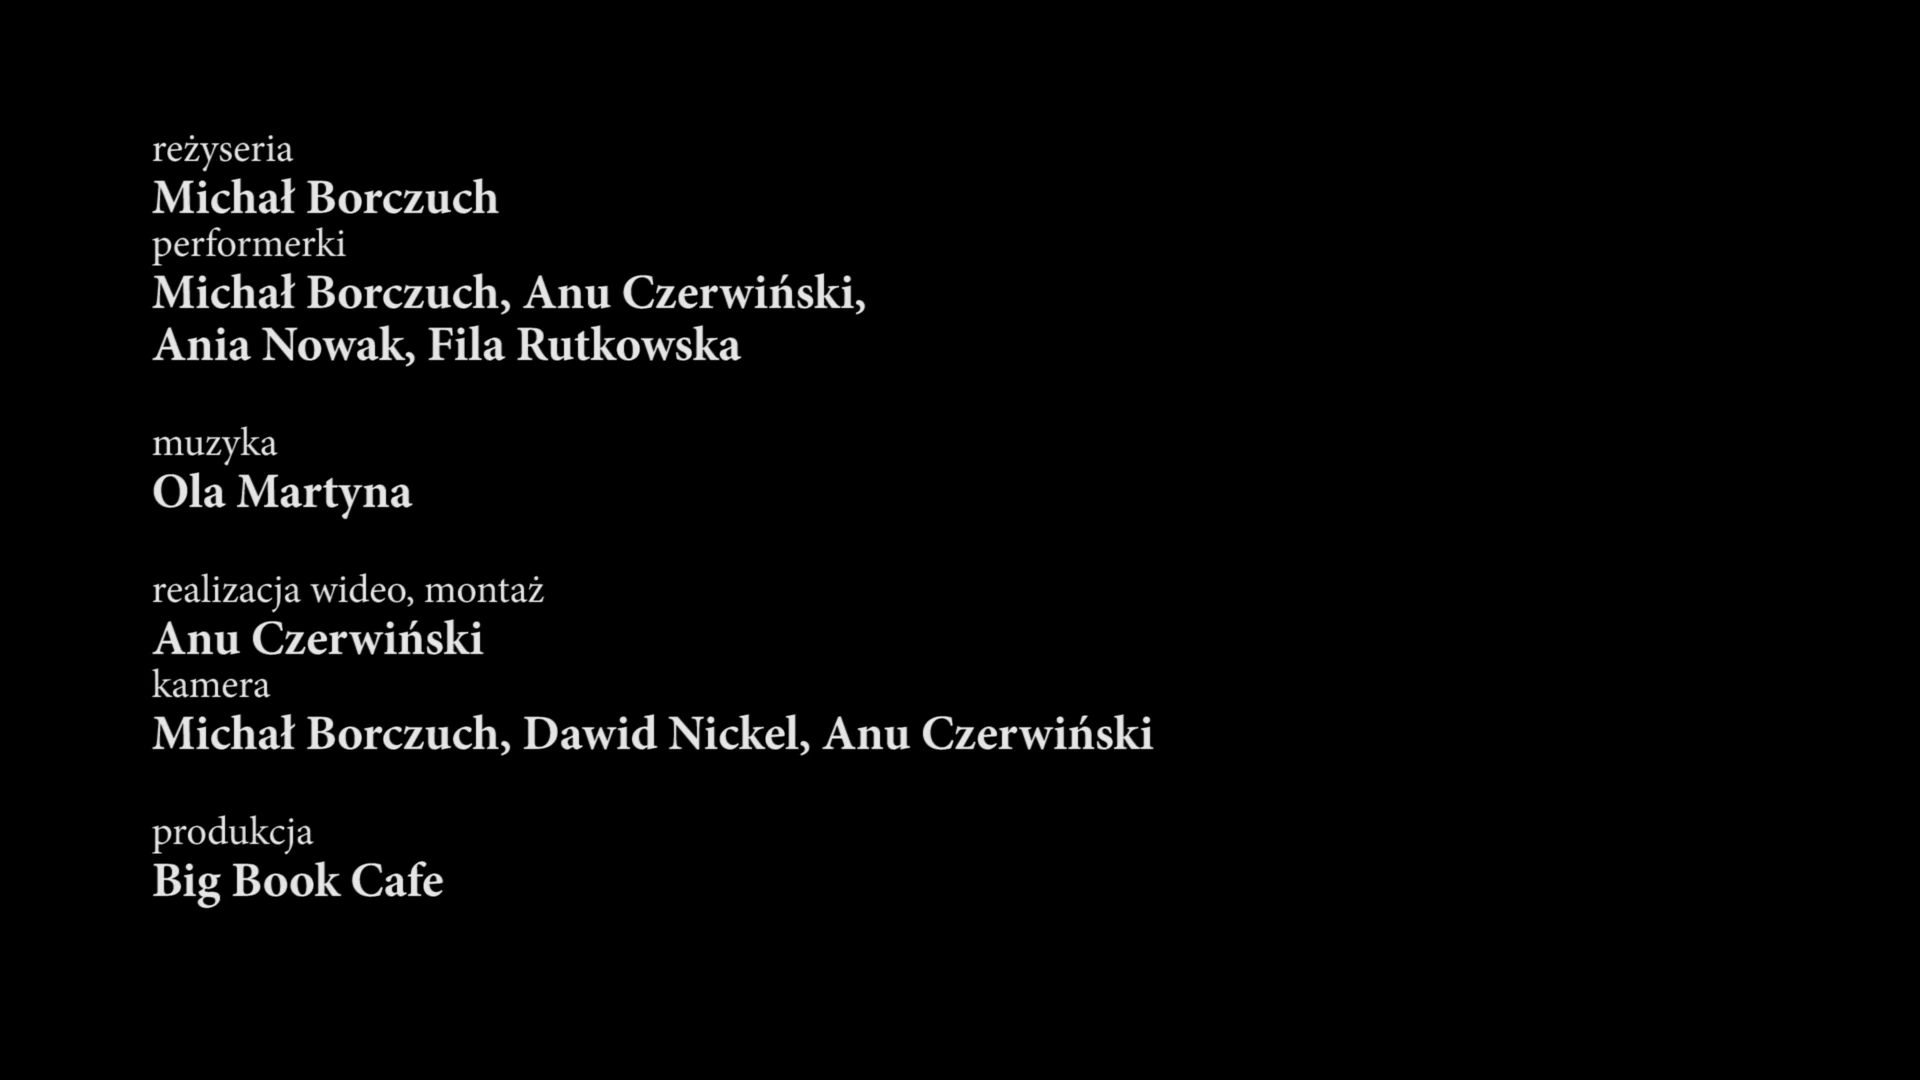 reżyseria
Michał Borczuch
performerki
Michał Borczuch, Anu Czerwiński,
Ania Nowak, Fila Rutkowska
muzyka
Ola Martyna
realizacja wideo, montaż
Anu Czerwiński
kamera
Michał Borczuch, Dawid Nickel, Anu Czerwiński
produkcja
Big Book Cafe